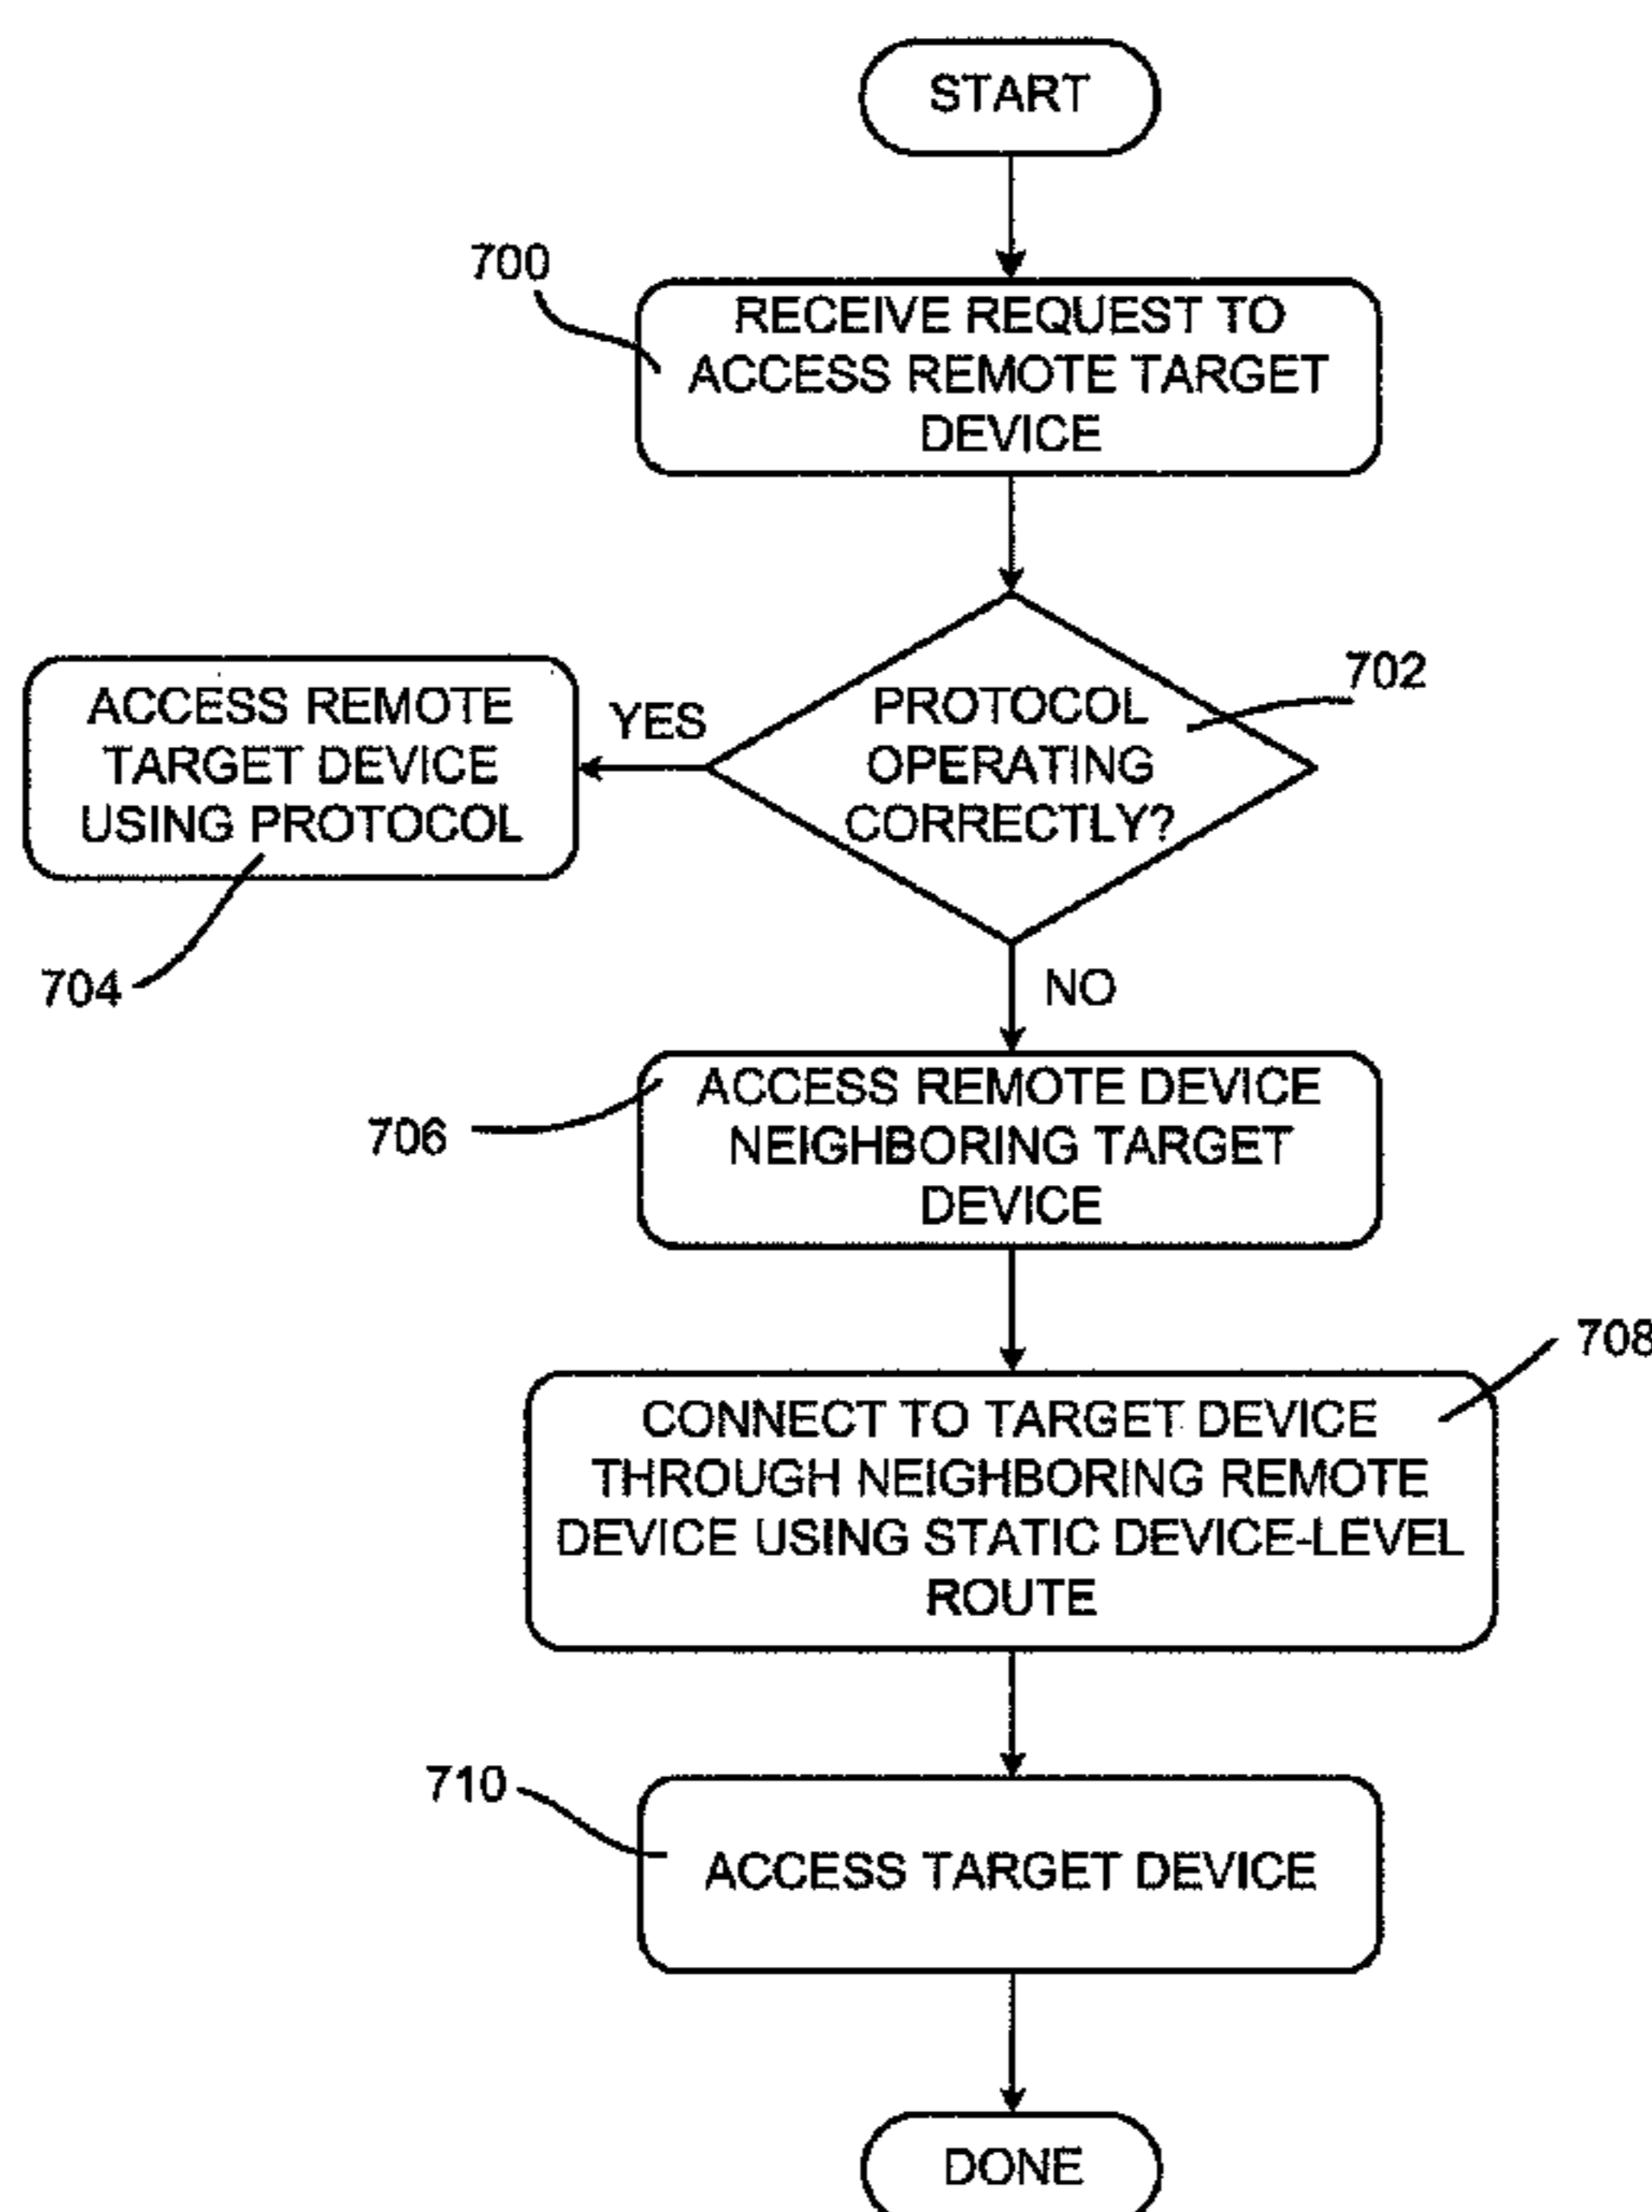 START
700
RECEIVE REQUEST TO
ACCESS REMOTE TARGET
DEVICE
702
PROTOCOL
OPERATING
CORRECTLY?
YES
ACCESS REMOTE
TARGET DEVICE
USING PROTOCOL
704
NO
706
ACCESS REMOTE DEVICE
NEIGHBORING TARGET
DEVICE
708
CONNECT TO TARGET DEVICE
THROUGH NEIGHBORING REMOTE
DEVICE USING STATIC DEVICE-LEVEL
ROUTE
710
ACCESS TARGET DEVICE
DONE